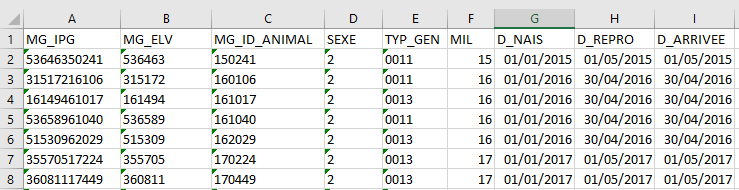 A B C D E F G H I
1 MG_IPG MG_ELV MG_ID_ANIMAL SEXE TYP_GEN MIL D_NAIS D_REPRO D_ARRIVEE
2 53646350241 536463 150241 2 0011 15 01/01/2015 01/05/2015 01/05/2015
3 31517216106 315172 160106 2 0011 16 01/01/2016 30/04/2016 30/04/2016
4 16149461017 161494 161017 2 0013 16 01/01/2016 30/04/2016 30/04/2016
5 53658961040 536589 161040 2 0011 16 01/01/2016 30/04/2016 30/04/2016
6 51530962029 515309 162029 2 0013 16 01/01/2016 30/04/2016 30/04/2016
7 35570517224 355705 170224 2 0013 17 01/01/2017 01/05/2017 01/05/2017
8 36081117449 360811 170449 2 0013 17 01/01/2017 01/05/2017 01/05/2017